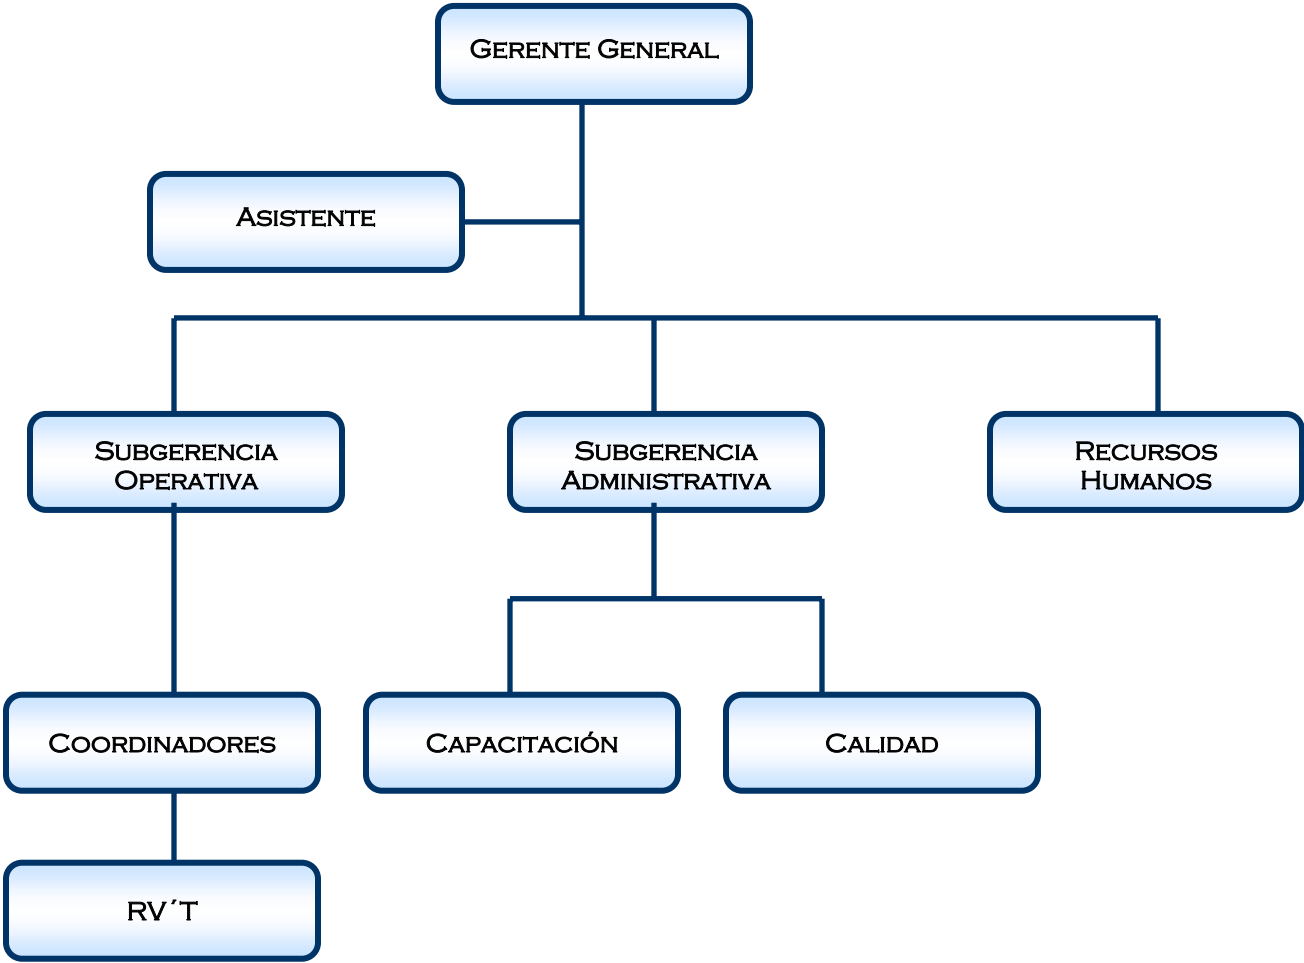 Gerente General
Asistente
Subgerencia
Operativa
Subgerencia
Administrativa
Recursos
Humanos
Coordinadores
Capacitación
Calidad
RV´T